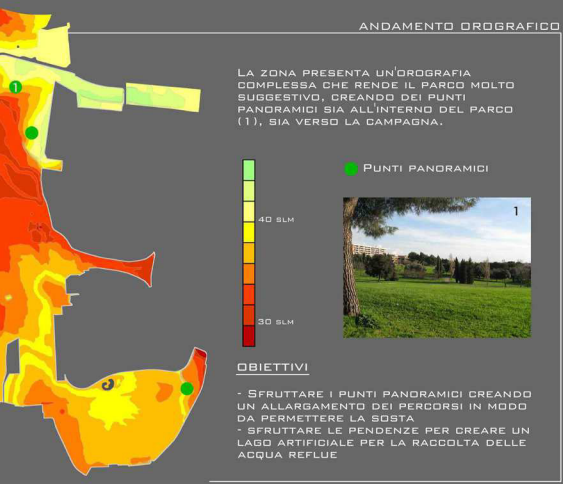 ANDAMENTO OROGRAFICO
LA ZONA PRESENTA UN'OROGRAFIA
COMPLESSA CHE RENDE IL PARCO MOLTO
SUGGESTIVO, CREANDO DEI PUNTI
PANORAMICI SIA ALL'INTERNO DEL PARCO
(1), SIA VERSO LA CAMPAGNA.
1
40 SLM
30 SLM
PUNTI PANORAMICI
1
OBIETTIVI
- SFRUTTARE I PUNTI PANORAMICI CREANDO
UN ALLARGAMENTO DEI PERCORSI IN MODO
DA PERMETTERE LA SOSTA
- SFRUTTARE LE PENDENZE PER CREARE UN
LAGO ARTIFICIALE PER LA RACCOLTA DELLE
ACQUA REFLUE